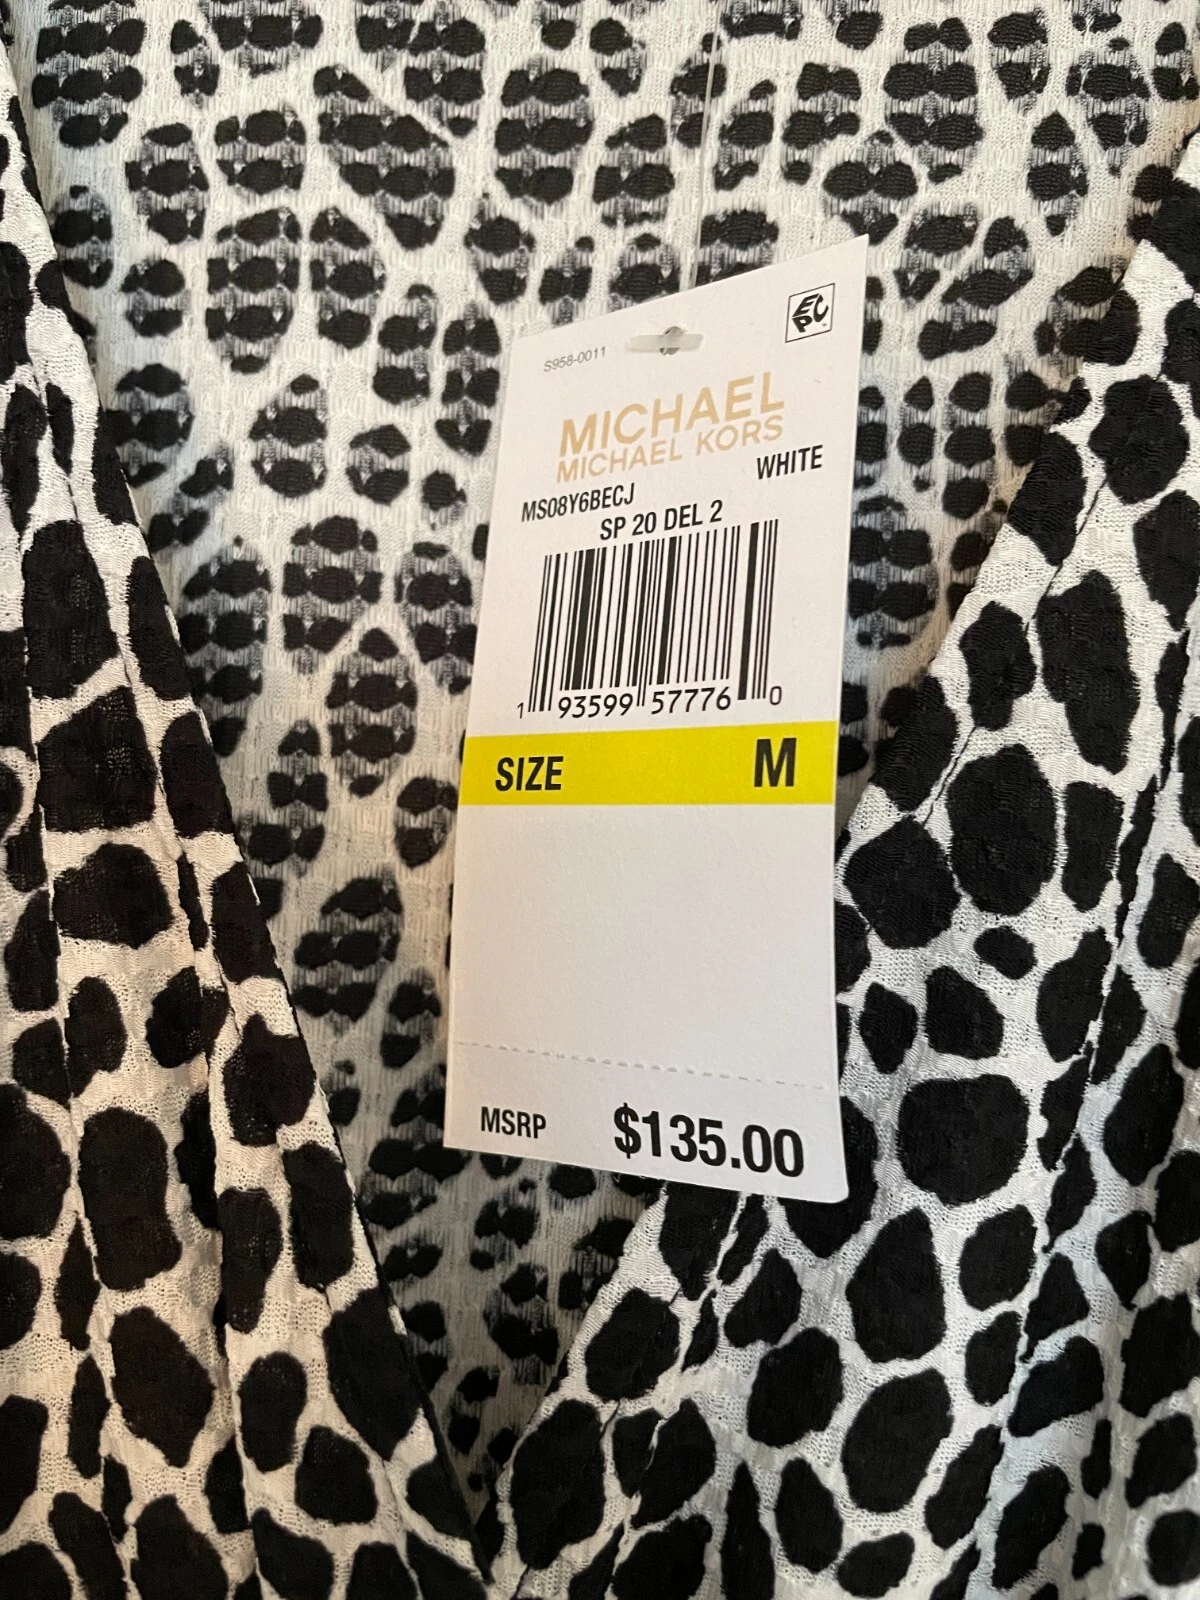 EPC
S958-0011
MICHAEL
MICHAEL KORS
WHITE
MS08Y6BECJ
SP 20 DEL 2
1 93599 57776 0
SIZE M
MSRP $135.00